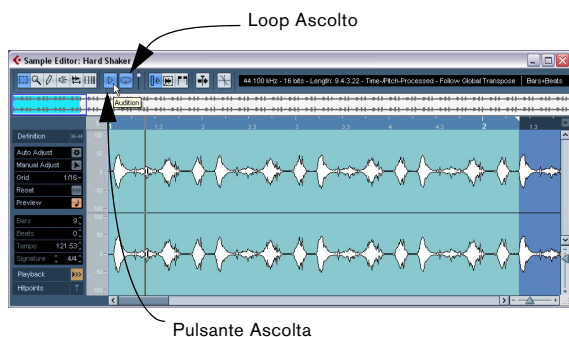 Loop Ascolto
Sample Editor: Hard Shaker
44.100 kHz - 16 bits - Length: 9.4.3.22 - Time-/Pitch-Processed - Follow Global Transpose Bars+Beats
Audition
1.3 2 2.3 3 3.3 4 4.3 2 1.3
Definition
Auto Adjust
Manual Adjust
Grid 1/16
Reset
Preview
Bars 9
Beats 0
Tempo 121.53
Signature 4/4
Playback
Hitpoints
Pulsante Ascolta